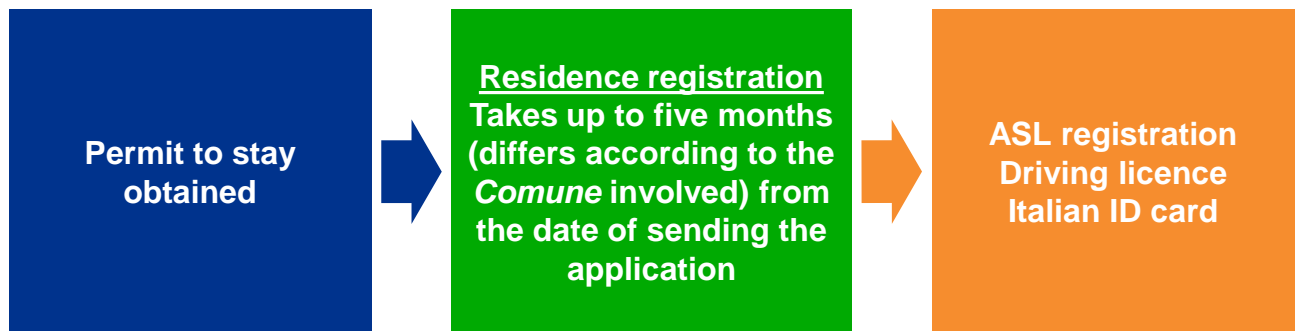 Permit to stay
obtained
Residence registration
Takes up to five months
(differs according to the
Comune involved) from
the date of sending the
application
ASL registration
Driving licence
Italian ID card